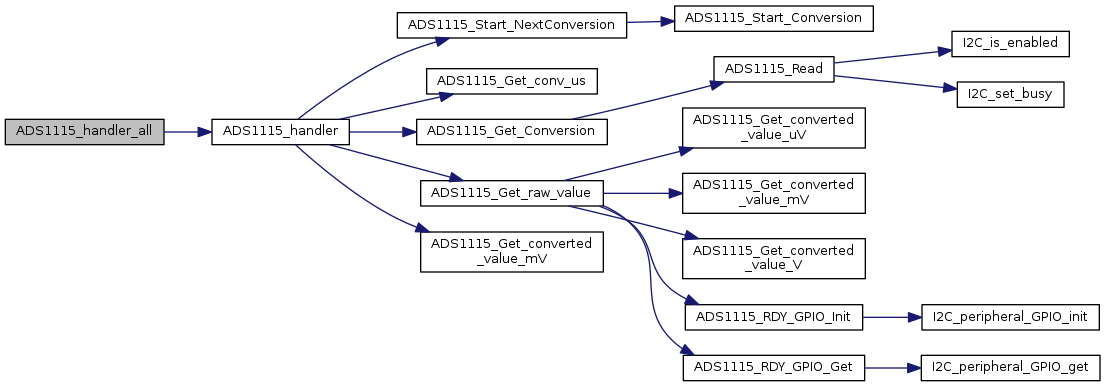 ADS1115_handler_all
ADS1115_handler
ADS1115_Start_NextConversion
ADS1115_Start_Conversion
ADS1115_Get_conv_us
ADS1115_Get_Conversion
ADS1115_Read
I2C_is_enabled
I2C_set_busy
ADS1115_Get_raw_value
ADS1115_Get_converted
_value_uV
ADS1115_Get_converted
_value_mV
ADS1115_Get_converted
_value_V
ADS1115_RDY_GPIO_Init
I2C_peripheral_GPIO_init
ADS1115_RDY_GPIO_Get
I2C_peripheral_GPIO_get
ADS1115_Get_converted
_value_mV